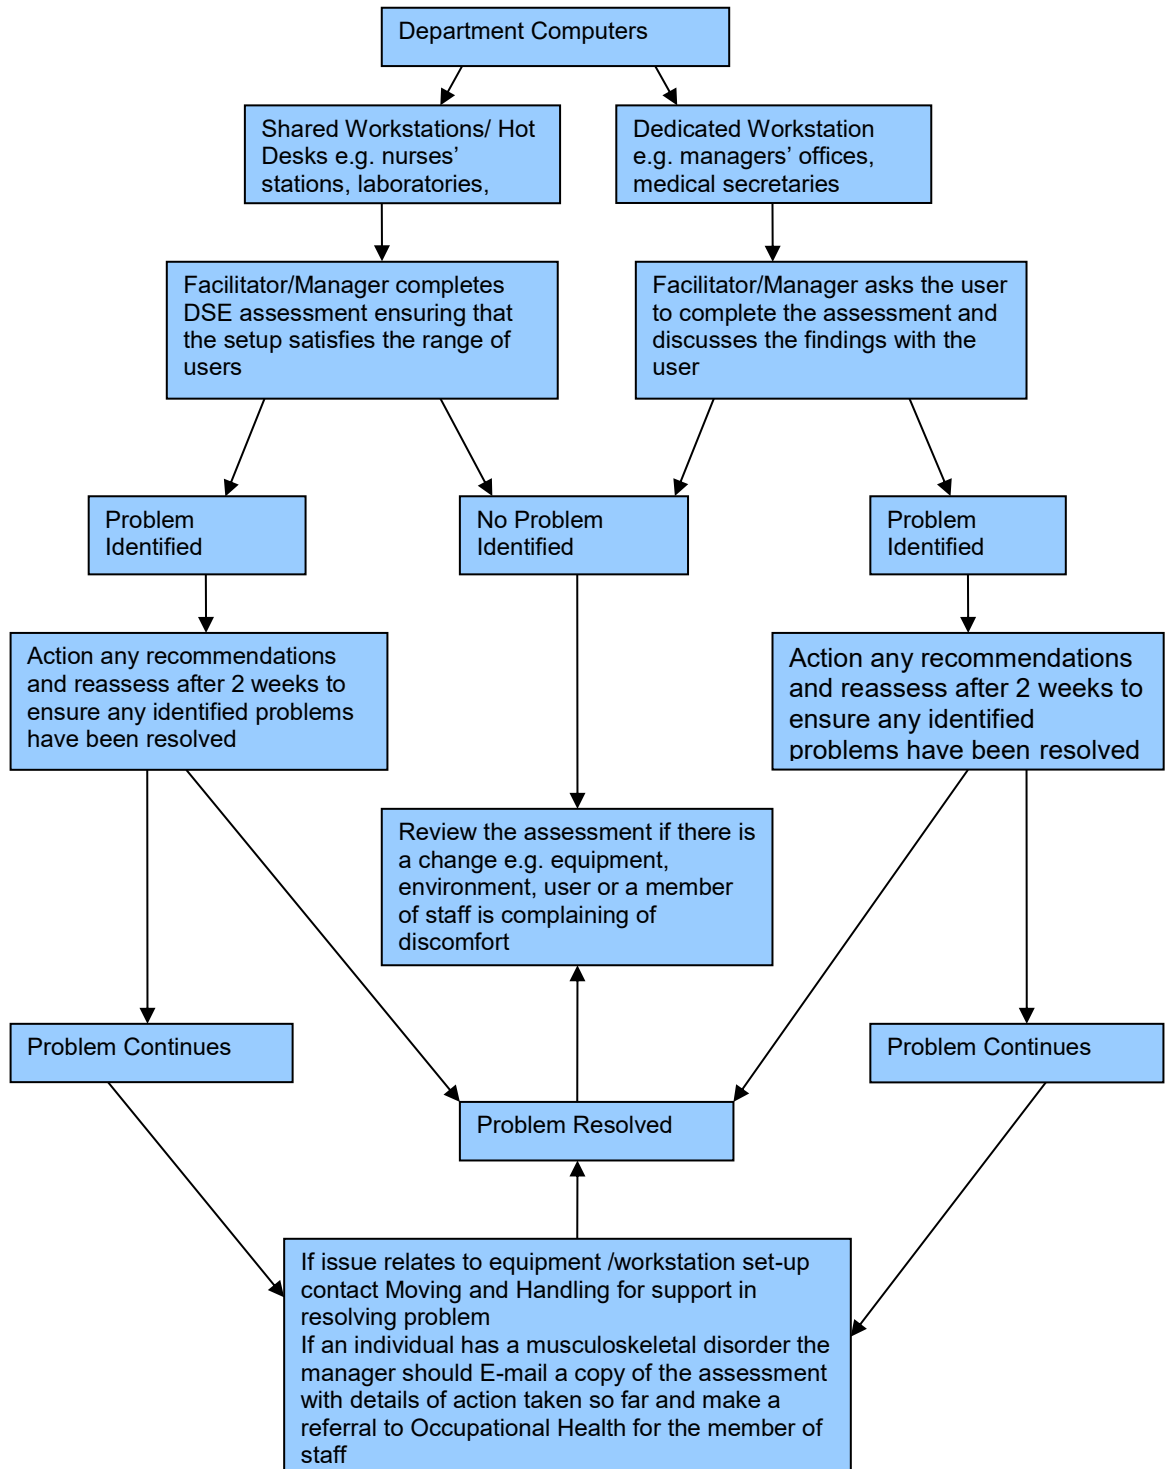 Department Computers
Shared Workstations/ Hot
Desks e.g. nurses’
stations, laboratories,
Dedicated Workstation
e.g. managers’ offices,
medical secretaries
Facilitator/Manager completes
DSE assessment ensuring that
the setup satisfies the range of
users
Facilitator/Manager asks the user
to complete the assessment and
discusses the findings with the
user
Problem
Identified
No Problem
Identified
Problem
Identified
Action any recommendations
and reassess after 2 weeks to
ensure any identified problems
have been resolved
Action any recommendations
and reassess after 2 weeks to
ensure any identified
problems have been resolved
Review the assessment if there is
a change e.g. equipment,
environment, user or a member
of staff is complaining of
discomfort
Problem Continues
Problem Continues
Problem Resolved
If issue relates to equipment /workstation set-up
contact Moving and Handling for support in
resolving problem
If an individual has a musculoskeletal disorder the
manager should E-mail a copy of the assessment
with details of action taken so far and make a
referral to Occupational Health for the member of
staff